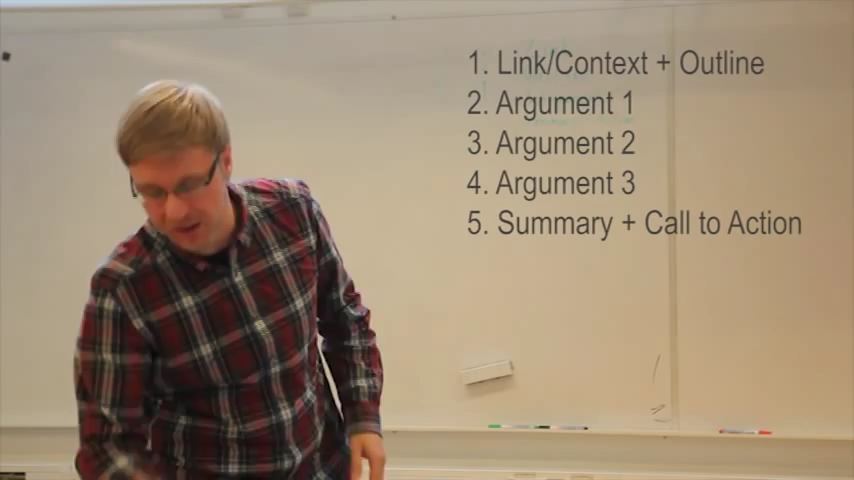 1. Link/Context + Outline
2. Argument 1
3. Argument 2
4. Argument 3
5. Summary + Call to Action